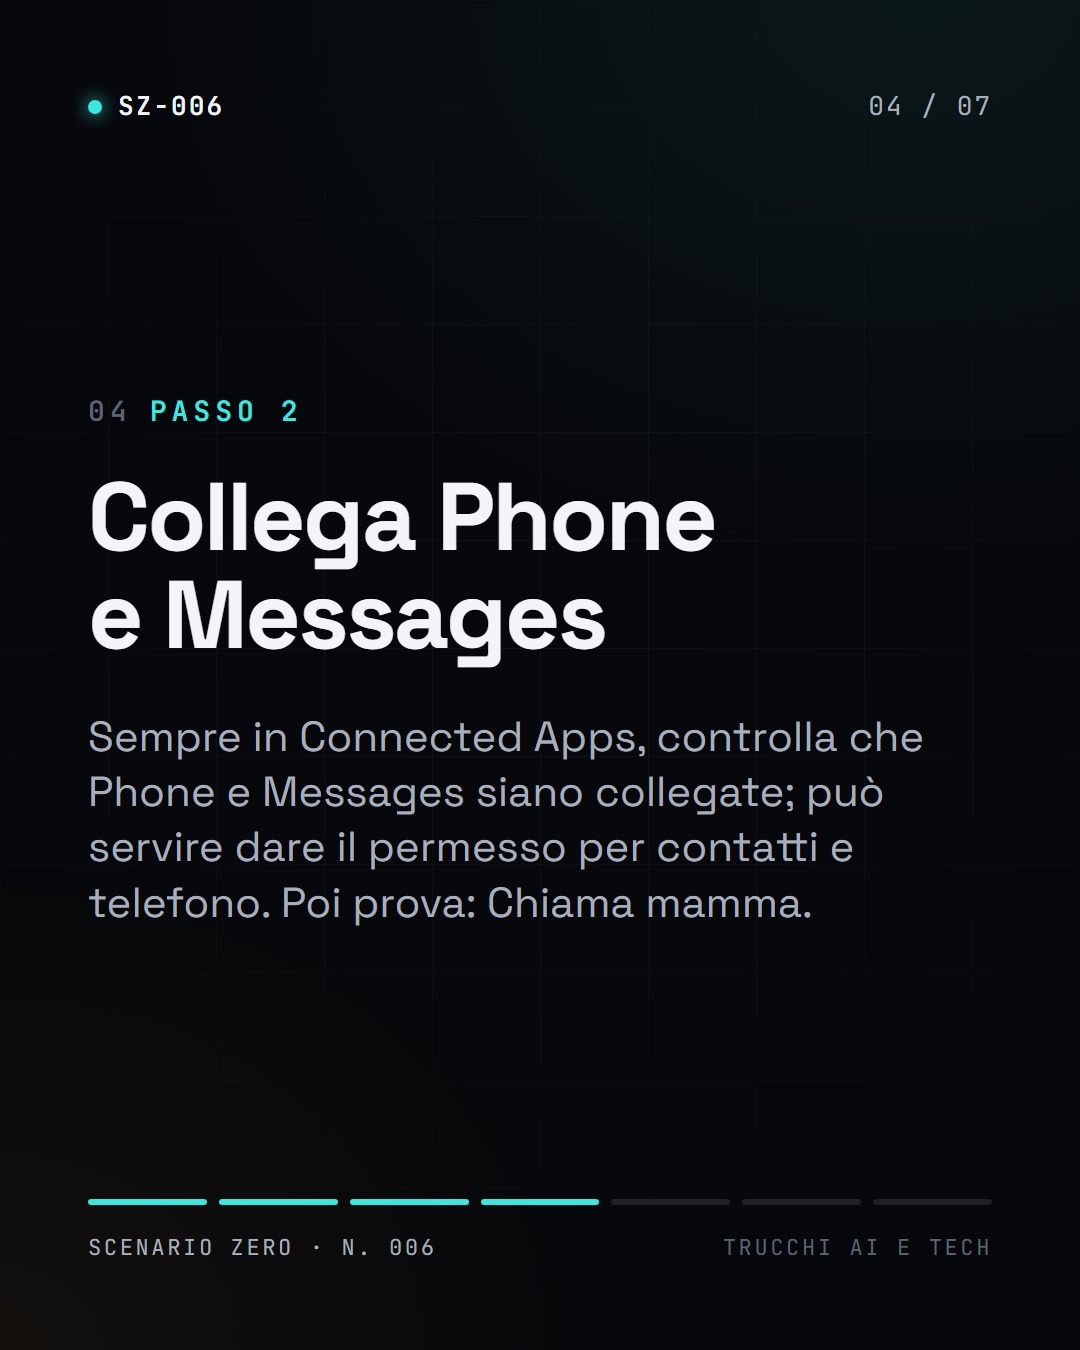 SZ-006
04 / 07
04 PASSO 2
Collega Phone
e Messages
Sempre in Connected Apps, controlla che
Phone e Messages siano collegate; può
servire dare il permesso per contatti e
telefono. Poi prova: Chiama mamma.
SCENARIO ZERO · N. 006
TRUCCHI AI E TECH